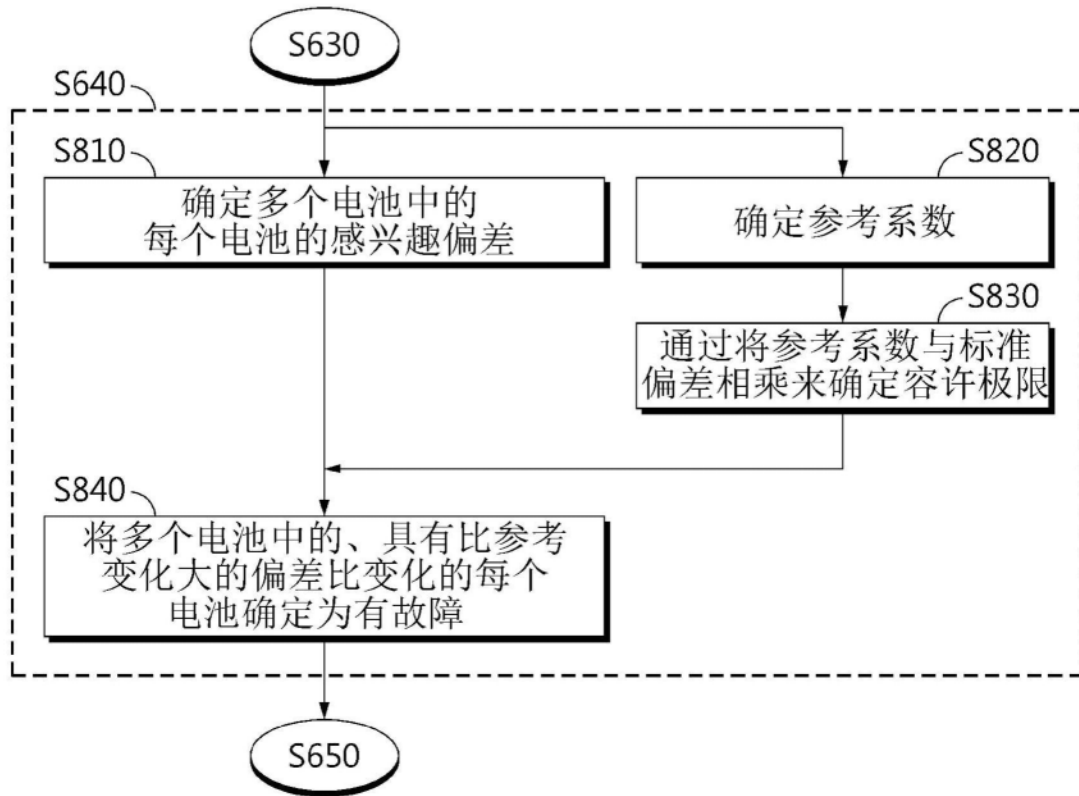 S630
S640
S810
确定多个电池中的
每个电池的感兴趣偏差
S820
确定参考系数
S830
通过将参考系数与标准
偏差相乘来确定容许极限
S840
将多个电池中的、具有比参考
变化大的偏差比变化的每个
电池确定为有故障
S650